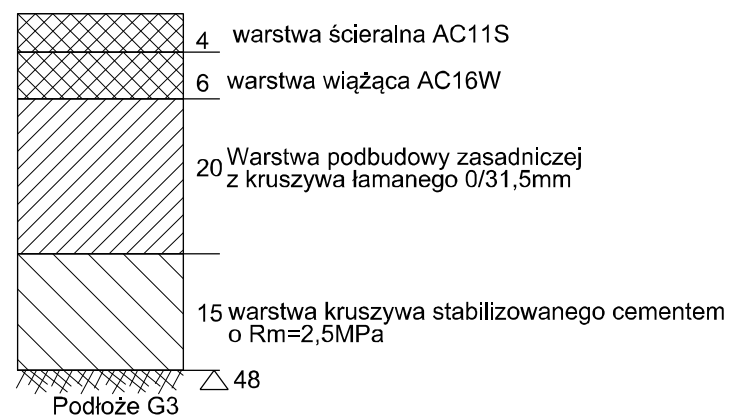 4 warstwa ścieralna AC11S
6 warstwa wiążąca AC16W
20 Warstwa podbudowy zasadniczej
z kruszywa łamanego 0/31,5mm
15 warstwa kruszywa stabilizowanego cementem
o Rm=2,5MPa
48
Podłoże G3